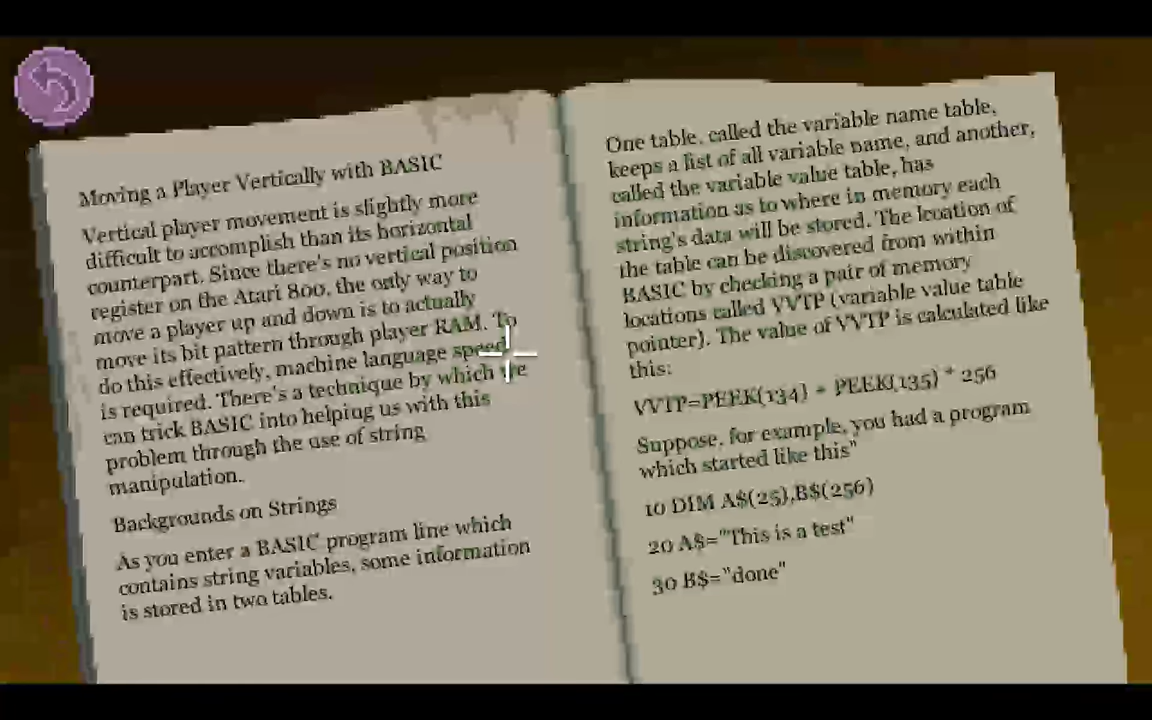 Moving a Player Vertically with BASIC
Vertical player movement is slightly more
difficult to accomplish than its horizontal
counterpart. Since there's no vertical position
register on the Atari 800, the only way to
move a player up and down is to actually
move its bit pattern through player RAM. To
do this effectively, machine language speed
is required. There's a technique by which we
can trick BASIC into helping us with this
problem through the use of string
manipulation.
Backgrounds on Strings
As you enter a BASIC program line which
contains string variables, some information
is stored in two tables.
One table, called the variable name table,
keeps a list of all variable name, and another,
called the variable value table, has
information as to where in memory each
string's data will be stored. The location of
the table can be discovered from within
BASIC by checking a pair of memory
locations called VVTP (variable value table
pointer). The value of VVTP is calculated like
this:
VVTP=PEEK(134) + PEEK(135) * 256
Suppose, for example, you had a program
which started like this"
10 DIM A$(25),B$(256)
20 A$="This is a test"
30 B$="done"